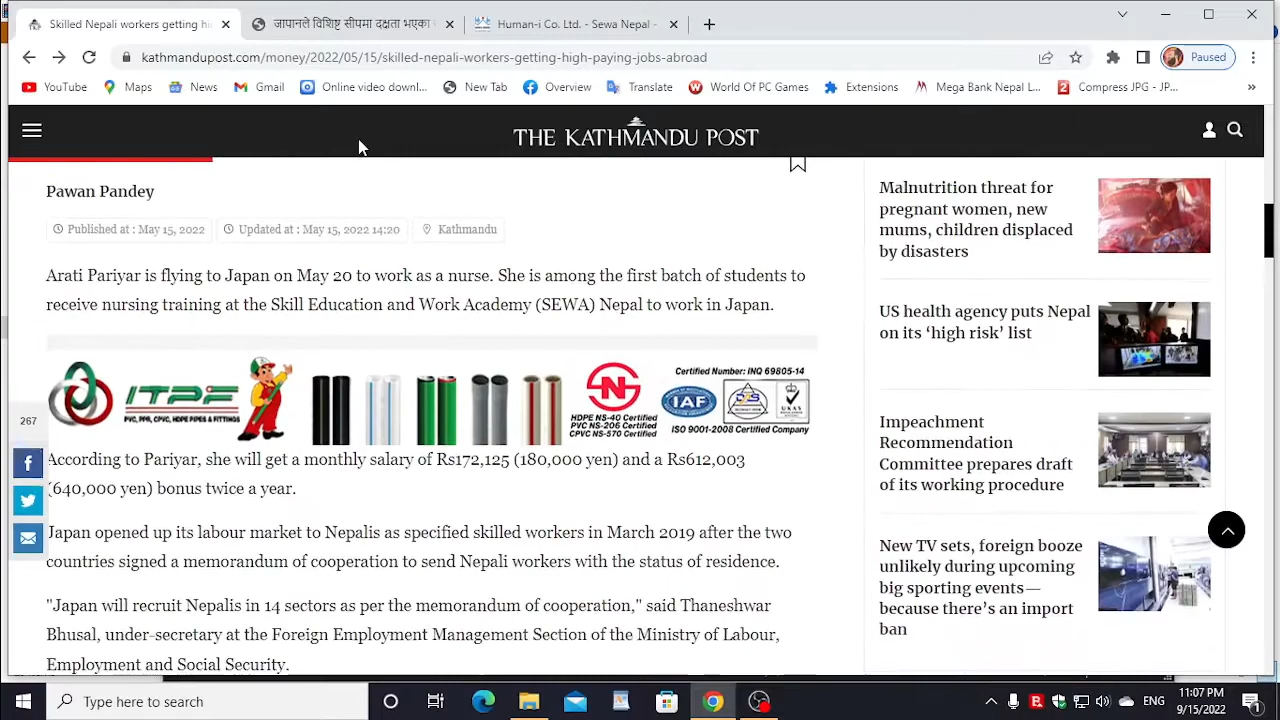 Skilled Nepali workers getting hi
जापानले विशिष्ट सीपमा दक्षता भएका
Human-i Co. Ltd. - Sewa Nepal -
kathmandupost.com/money/2022/05/15/skilled-nepali-workers-getting-high-paying-jobs-abroad
Paused
YouTube Maps News Gmail Online video downl... New Tab Overview Translate World Of PC Games Extensions Mega Bank Nepal L... Compress JPG - JP... »
THE KATHMANDU POST
Pawan Pandey
Published at : May 15, 2022 Updated at : May 15, 2022 14:20 Kathmandu
Arati Pariyar is flying to Japan on May 20 to work as a nurse. She is among the first batch of students to
receive nursing training at the Skill Education and Work Academy (SEWA) Nepal to work in Japan.
ITPF
PVC, PPR, CPVC, HDPE PIPES & FITTINGS
HDPE NS-40 Certified
PVC NS-206 Certified
CPVC NS-570 Certified
Certified Number: INQ 69805-14
IAF
UKAS
ISO 9001-2008 Certified Company
267
According to Pariyar, she will get a monthly salary of Rs172,125 (180,000 yen) and a Rs612,003
(640,000 yen) bonus twice a year.
Japan opened up its labour market to Nepalis as specified skilled workers in March 2019 after the two
countries signed a memorandum of cooperation to send Nepali workers with the status of residence.
"Japan will recruit Nepalis in 14 sectors as per the memorandum of cooperation," said Thaneshwar
Bhusal, under-secretary at the Foreign Employment Management Section of the Ministry of Labour,
Employment and Social Security.
Malnutrition threat for
pregnant women, new
mums, children displaced
by disasters
US health agency puts Nepal
on its ‘high risk’ list
Impeachment
Recommendation
Committee prepares draft
of its working procedure
New TV sets, foreign booze
unlikely during upcoming
big sporting events—
because there’s an import
ban
Type here to search
ENG
11:07 PM
9/15/2022